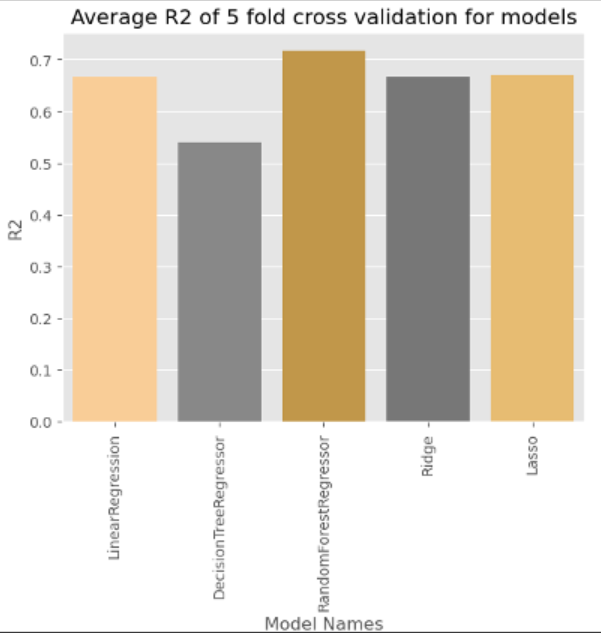 Average R2 of 5 fold cross validation for models
0.7
0.6
0.5
0.4
0.3
0.2
0.1
0.0
R2
LinearRegression
DecisionTreeRegressor
RandomForestRegressor
Ridge
Lasso
Model Names